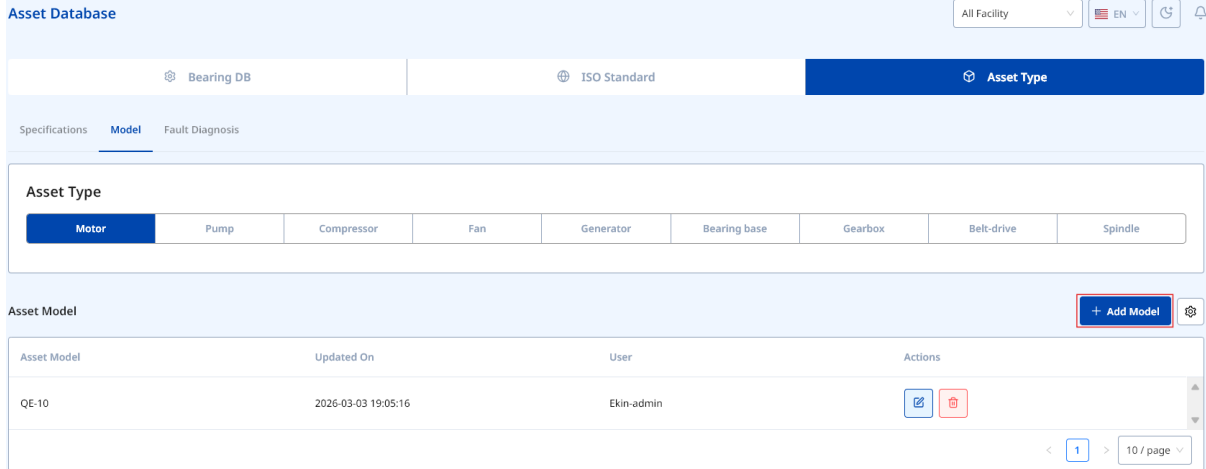 Asset Database
All Facility
EN
Bearing DB
ISO Standard
Asset Type
Specifications
Model
Fault Diagnosis
Asset Type
Motor
Pump
Compressor
Fan
Generator
Bearing base
Gearbox
Belt-drive
Spindle
Asset Model
+ Add Model
Asset Model
Updated On
User
Actions
QE-10
2026-03-03 19:05:16
Ekin-admin
1
10 / page